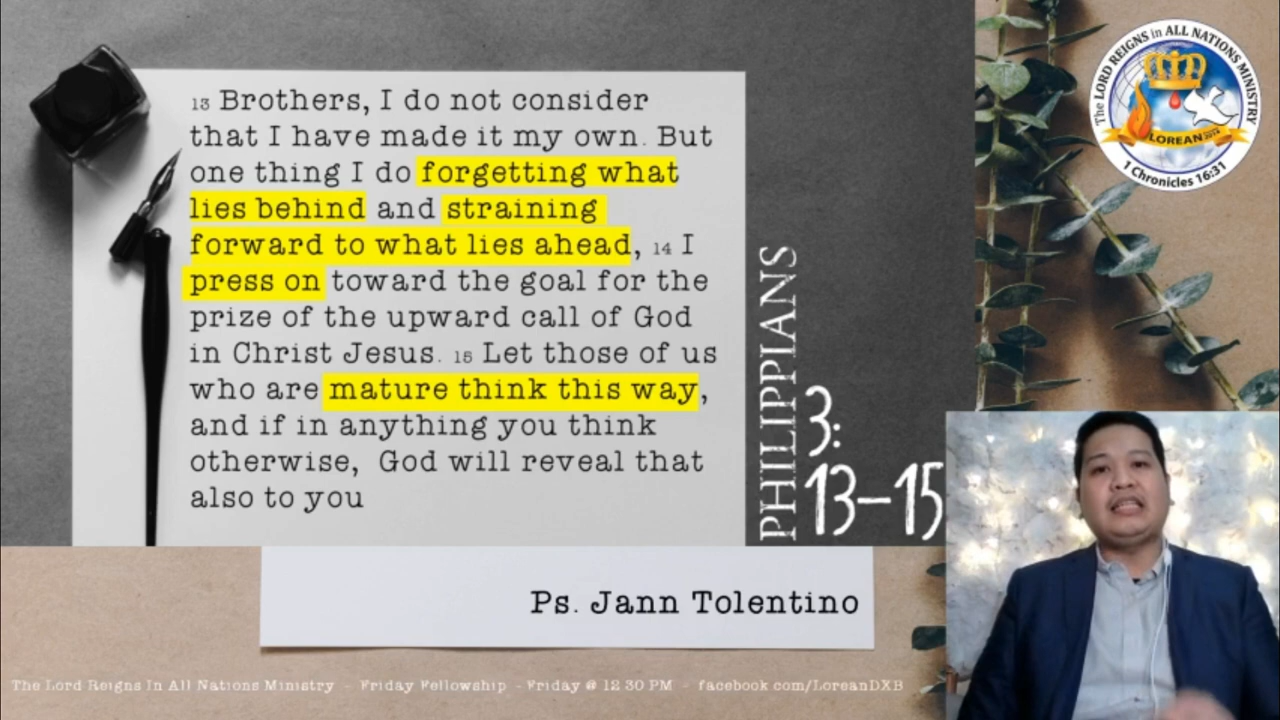 13 Brothers, I do not consider
that I have made it my own. But
one thing I do forgetting what
lies behind and straining
forward to what lies ahead, 14 I
press on toward the goal for the
prize of the upward call of God
in Christ Jesus. 15 Let those of us
who are mature think this way,
and if in anything you think
otherwise, God will reveal that
also to you
PHILIPPIANS
3:
13-15
The LORD REIGNS in ALL NATIONS MINISTRY
LOREAN 2014
1 Chronicles 16:31
Ps. Jann Tolentino
The Lord Reigns In All Nations Ministry - Friday Fellowship - Friday @ 12 30 PM - facebook com/LoreanDXB